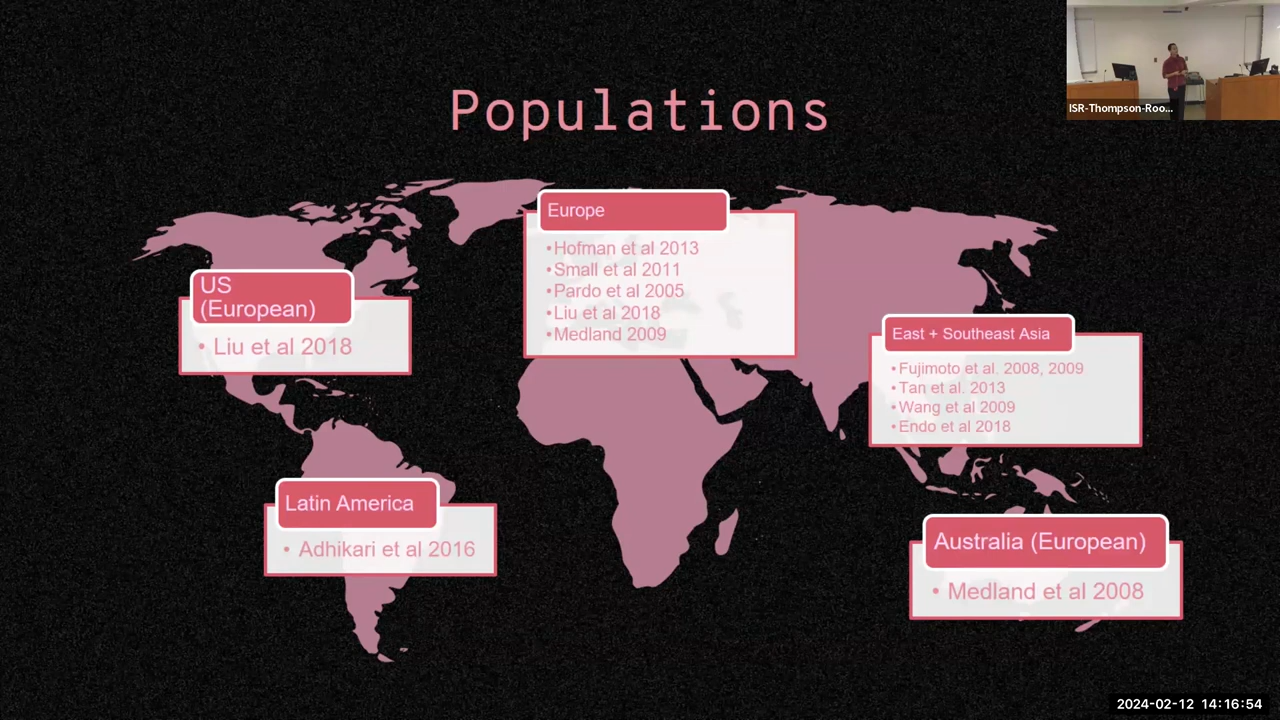 ISR-Thompson-Roo...
Populations
Europe
•Hofman et al 2013
•Small et al 2011
•Pardo et al 2005
•Liu et al 2018
•Medland 2009
US
(European)
• Liu et al 2018
East + Southeast Asia
•Fujimoto et al. 2008, 2009
•Tan et al. 2013
•Wang et al 2009
•Endo et al 2018
Latin America
• Adhikari et al 2016
Australia (European)
• Medland et al 2008
2024-02-12 14:16:54